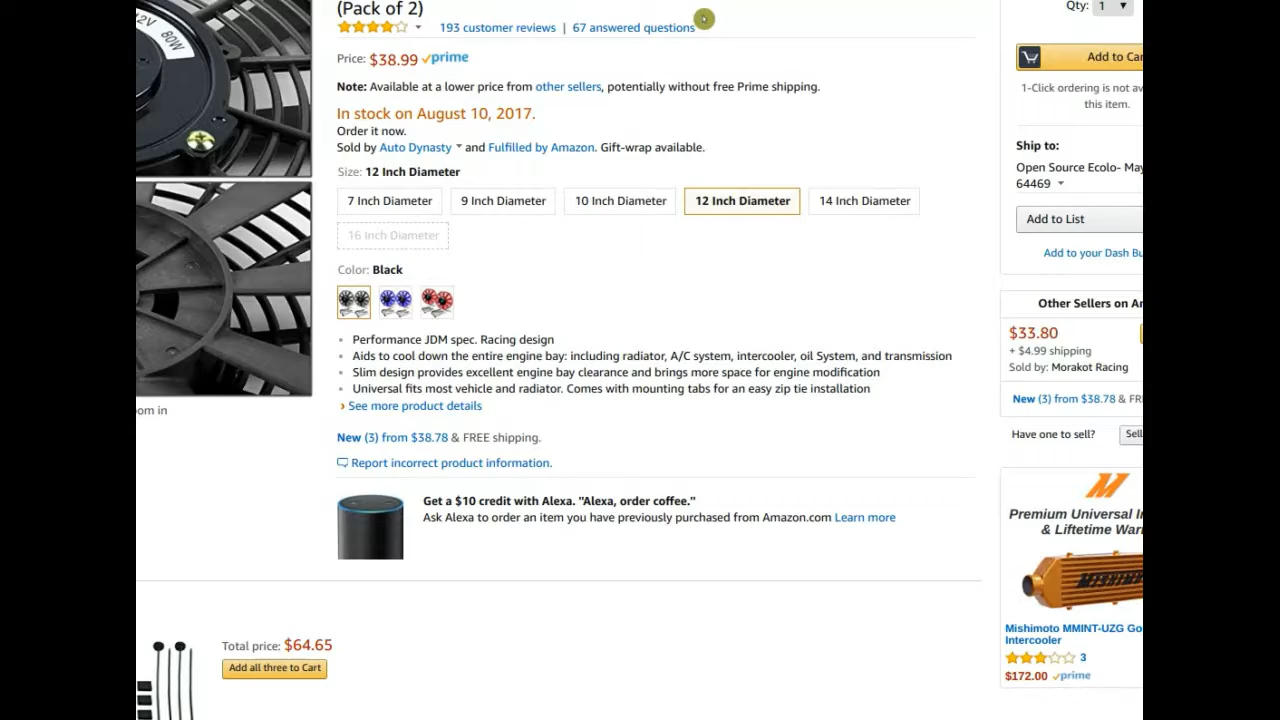 (Pack of 2)
193 customer reviews | 67 answered questions
Price: $38.99 prime
Note: Available at a lower price from other sellers, potentially without free Prime shipping.
In stock on August 10, 2017.
Order it now.
Sold by Auto Dynasty and Fulfilled by Amazon. Gift-wrap available.
Size: 12 Inch Diameter
7 Inch Diameter
9 Inch Diameter
10 Inch Diameter
12 Inch Diameter
14 Inch Diameter
16 Inch Diameter
Color: Black
Performance JDM spec. Racing design
Aids to cool down the entire engine bay: including radiator, A/C system, intercooler, oil System, and transmission
Slim design provides excellent engine bay clearance and brings more space for engine modification
Universal fits most vehicle and radiator. Comes with mounting tabs for an easy zip tie installation
› See more product details
New (3) from $38.78 & FREE shipping.
Report incorrect product information.
Get a $10 credit with Alexa. "Alexa, order coffee."
Ask Alexa to order an item you have previously purchased from Amazon.com Learn more
Total price: $64.65
Add all three to Cart
12V
80W
oom in
Qty: 1
Add to Car
1-Click ordering is not av
this item.
Ship to:
Open Source Ecolo- May
64469
Add to List
Add to your Dash Bu
Other Sellers on Am
$33.80
+ $4.99 shipping
Sold by: Morakot Racing
New (3) from $38.78 & FRE
Have one to sell?
Sell
Premium Universal In
& Liftetime Warr
MISHIM
Mishimoto MMINT-UZG Go
Intercooler
3
$172.00 prime